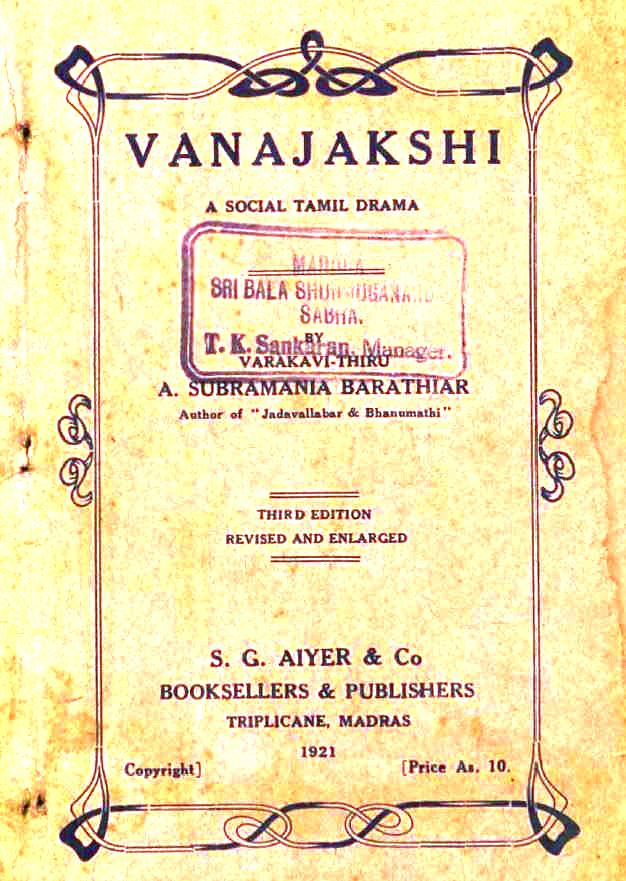 VANAJAKSHI
A SOCIAL TAMIL DRAMA
SRI BALA
SABHA.
BY
T. K. Sankaran, Manager.
VARAKAVI-THIRU
A. SUBRAMANIA BARATHIAR
Author of "Jadavallabar & Bhanumathi"
THIRD EDITION
REVISED AND ENLARGED
S. G. AIYER & Co
BOOKSELLERS & PUBLISHERS
TRIPLICANE, MADRAS
1921
Copyright]
[Price As. 10.